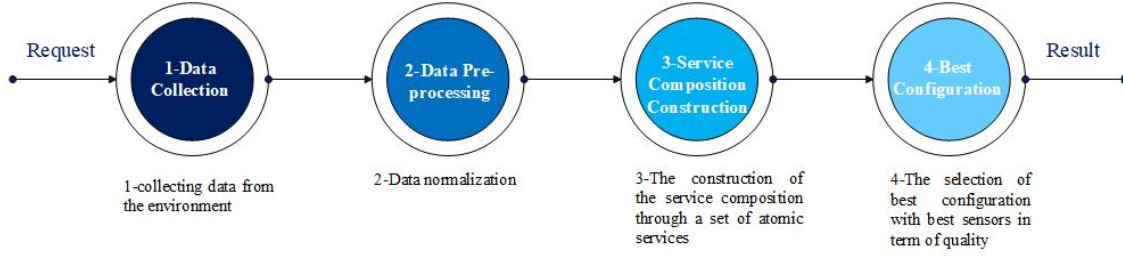 Request
1-Data
Collection
2-Data Pre-
processing
3-Service
Composition
Construction
4-Best
Configuration
Result
1-collecting data from
the environment
2-Data normalization
3-The construction of
the service composition
through a set of atomic
services
4-The selection of
best configuration
with best sensors in
term of quality